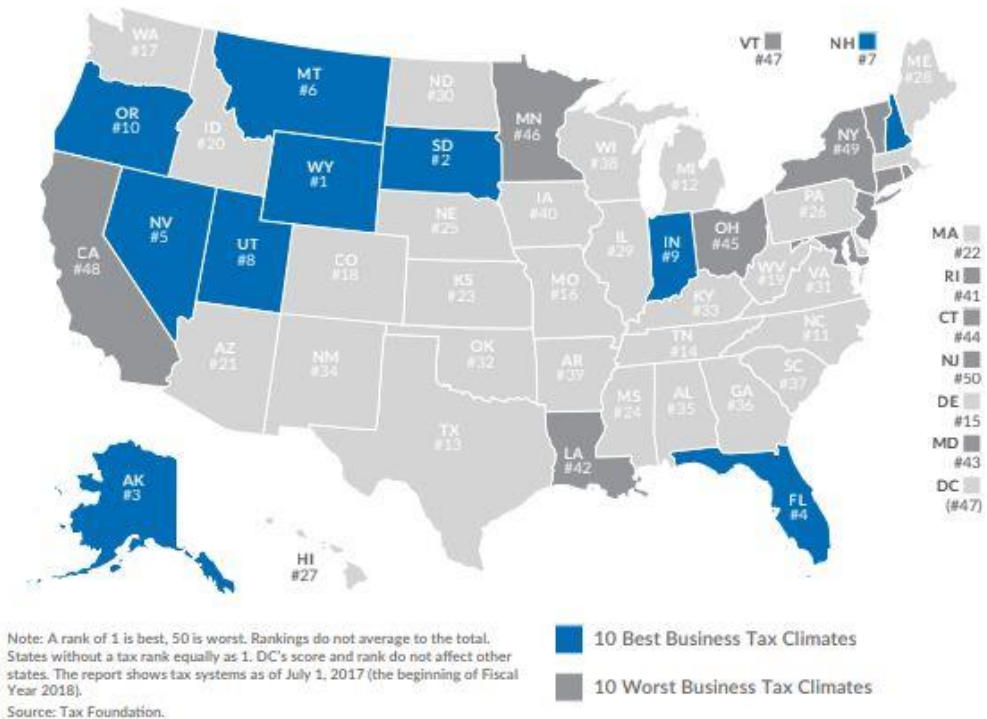 WA
#17
MT
#6
ND
#30
MN
#46
VT
#47
NH
#7
ME
#28
OR
#10
ID
#20
WY
#1
SD
#2
WI
#38
MI
#12
NY
#49
NV
#5
UT
#8
CA
#48
CO
#18
NE
#25
IA
#40
IL
#29
IN
#9
OH
#45
PA
#26
KS
#23
MO
#16
KY
#33
WV
#19
VA
#31
MA
#22
RI
#41
CT
#44
NJ
#50
DE
#15
MD
#43
DC
(#47)
AZ
#21
NM
#34
OK
#32
AR
#39
TN
#14
NC
#11
SC
#37
MS
#24
AL
#35
GA
#36
TX
#13
LA
#42
FL
#4
AK
#3
HI
#27
Note: A rank of 1 is best, 50 is worst. Rankings do not average to the total.
States without a tax rank equally as 1. DC's score and rank do not affect other
states. The report shows tax systems as of July 1, 2017 (the beginning of Fiscal
Year 2018).
Source: Tax Foundation.
10 Best Business Tax Climates
10 Worst Business Tax Climates